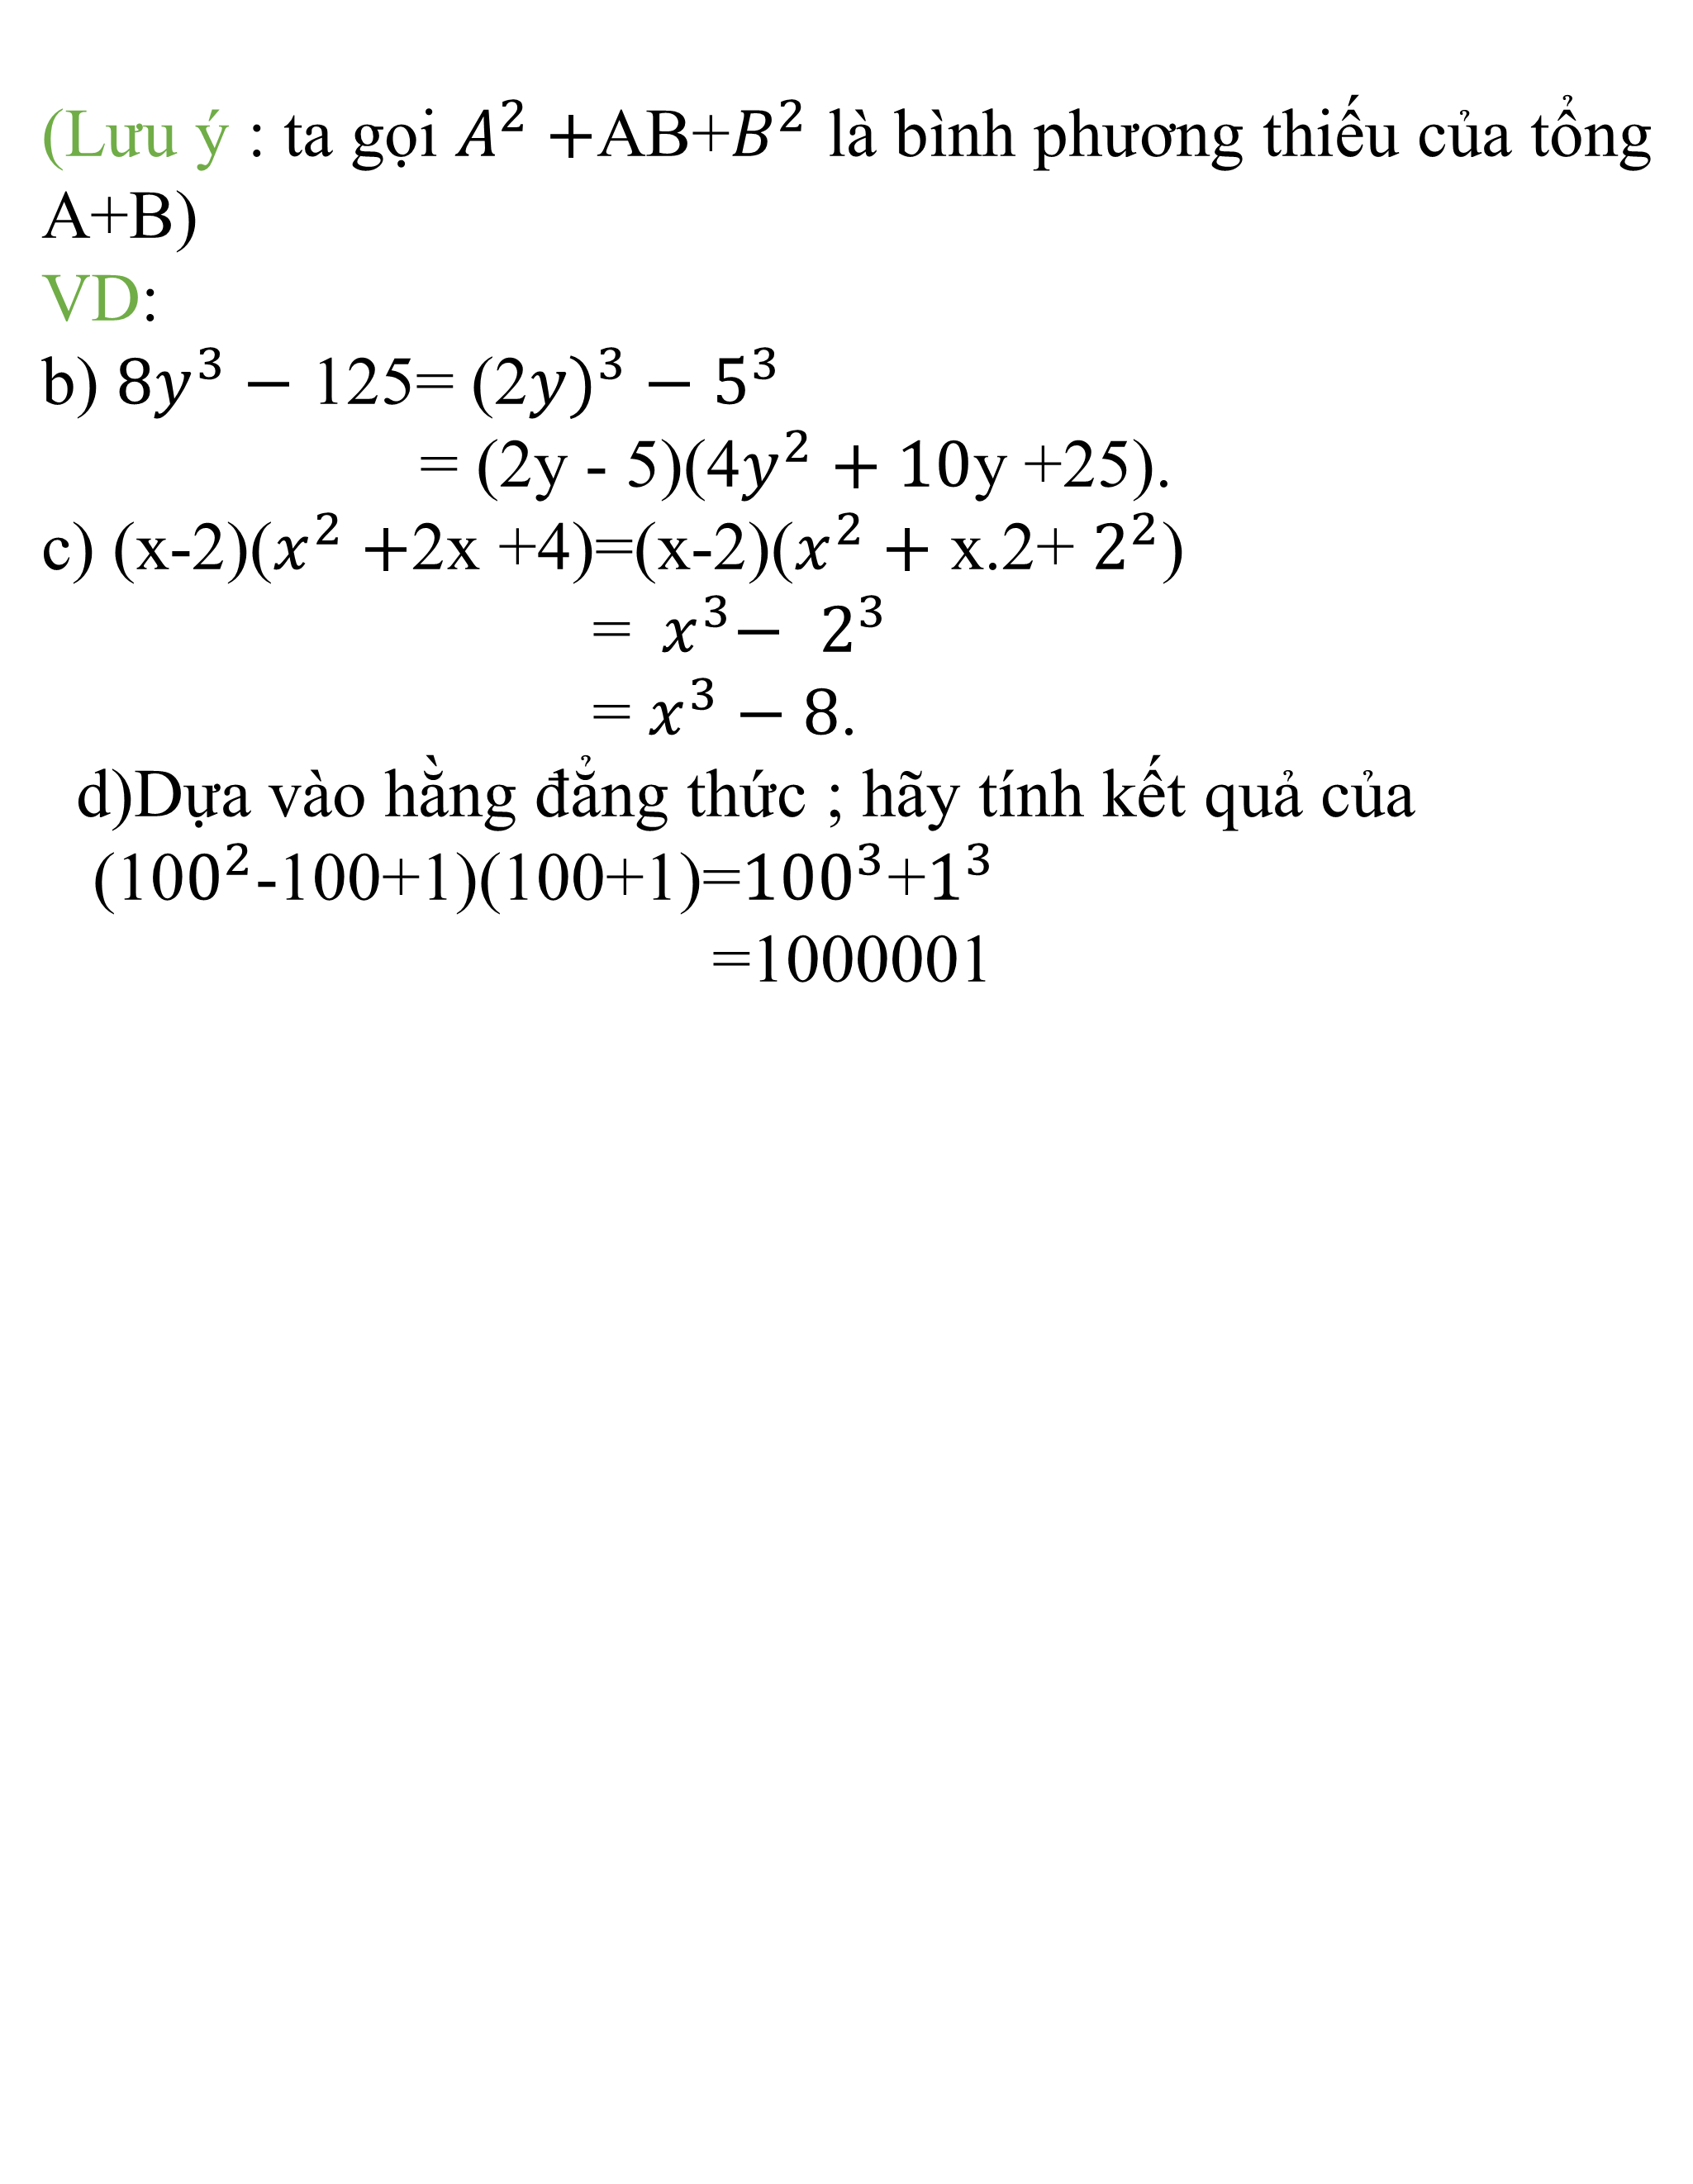 (Lưu ý : ta gọi 𝐴² +AB+𝐵² là bình phương thiếu của tổng
A+B)
VD:
b) 8𝑦³ − 125= (2𝑦)³ − 5³
= (2y - 5)(4𝑦² + 10y +25).
c) (x-2)(𝑥² +2x +4)=(x-2)(𝑥² + x.2+ 2²)
= 𝑥³− 2³
= 𝑥³ − 8.
d)Dựa vào hằng đẳng thức ; hãy tính kết quả của
(100²-100+1)(100+1)=100³+1³
=1000001